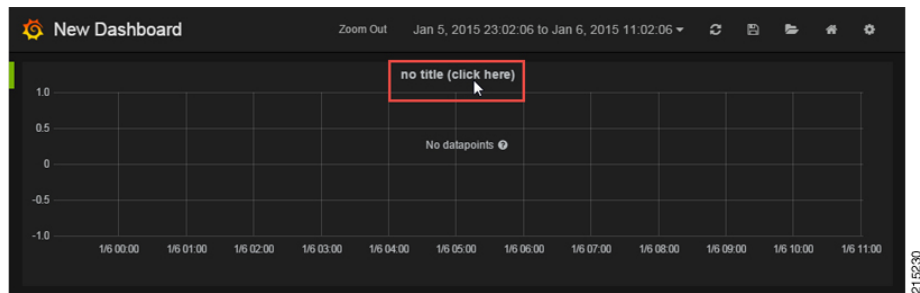 New Dashboard
Zoom Out
Jan 5, 2015 23:02:06 to Jan 6, 2015 11:02:06
no title (click here)
1.0
0.5
No datapoints
0
-0.5
-1.0
1/6 00:00 1/6 01:00 1/6 02:00 1/6 03:00 1/6 04:00 1/6 05:00 1/6 06:00 1/6 07:00 1/6 08:00 1/6 09:00 1/6 10:00 1/6 11:00
215230